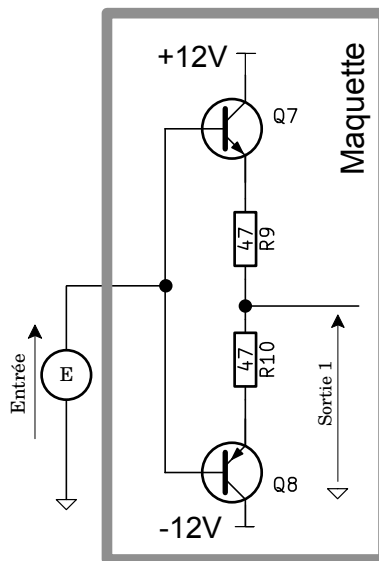 +12V
Q7
Maquette
47
R9
Entrée
E
47
R10
Sortie 1
Q8
-12V